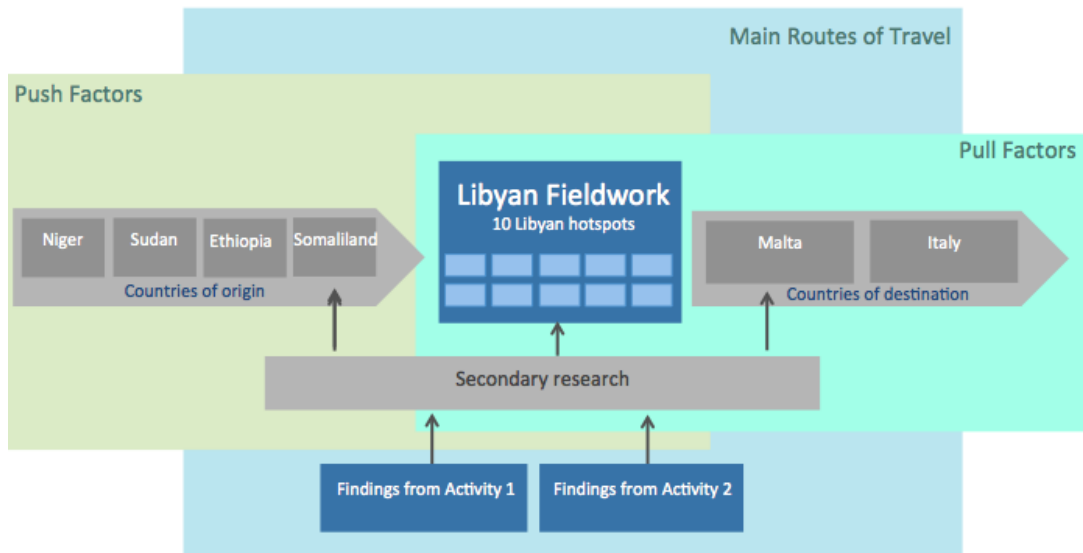 Main Routes of Travel
Push Factors
Pull Factors
Libyan Fieldwork
10 Libyan hotspots
Niger
Sudan
Ethiopia
Somaliland
Malta
Italy
Countries of origin
Countries of destination
Secondary research
Findings from Activity 1
Findings from Activity 2